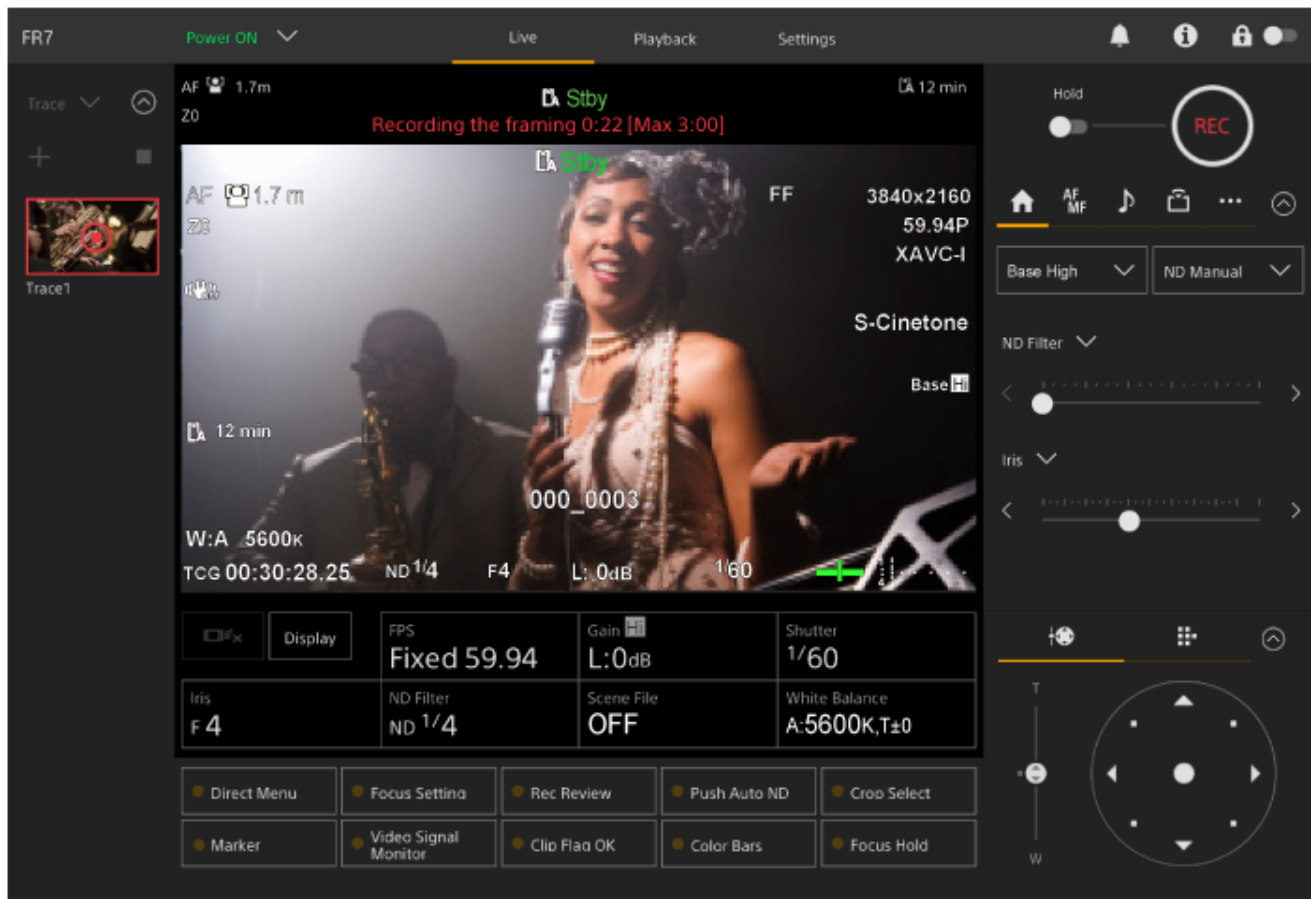 FR7
Power ON
Live
Playback
Settings
Trace
Trace1
AF 1.7m
Z0
Stby
12 min
Recording the framing 0:22 [Max 3:00]
Stby
AF 1.7 m
Z0
FF
3840x2160
59.94P
XAVC-I
S-Cinetone
Base Hi
12 min
000_0003
W:A 5600K
TCG 00:30:28.25 ND 1/4 F4 L: 0dB 1/60
Display
FPS
Fixed 59.94
Gain Hi
L:0dB
Shutter
1/60
Iris
F 4
ND Filter
ND 1/4
Scene File
OFF
White Balance
A:5600K,T±0
Direct Menu
Focus Setting
Rec Review
Push Auto ND
Crop Select
Marker
Video Signal
Monitor
Clip Flag OK
Color Bars
Focus Hold
Hold
REC
AF
MF
Base High
ND Manual
ND Filter
Iris
T
W